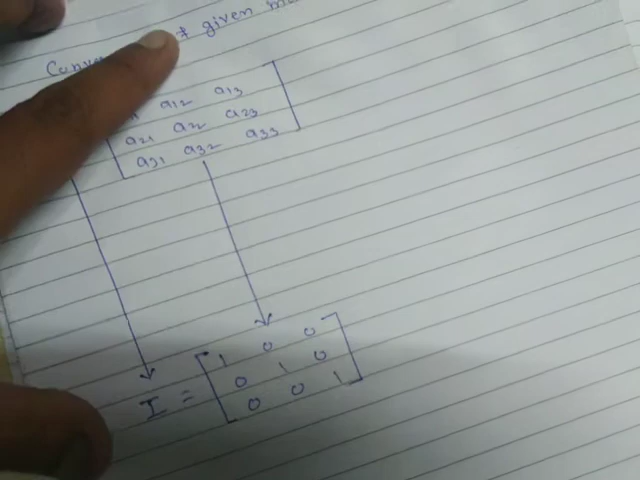 given
a12 a13
a21 a22 a23
a31 a32 a33
I = 1 0 0
0 1 0
0 0 1